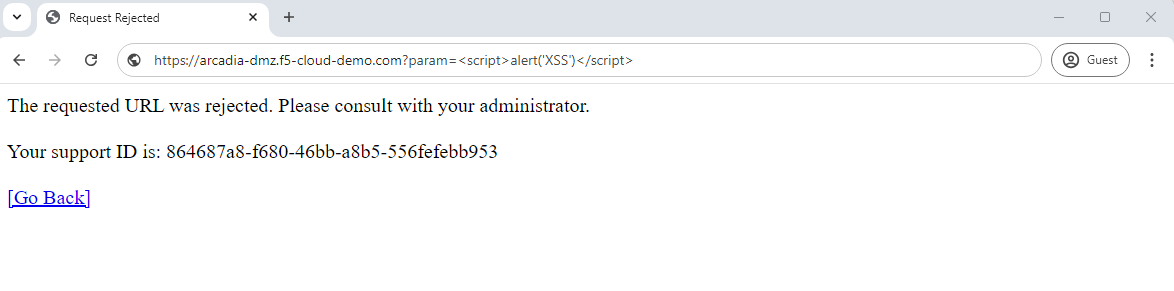 Request Rejected
https://arcadia-dmz.f5-cloud-demo.com?param=<script>alert('XSS')</script>
Guest
The requested URL was rejected. Please consult with your administrator.
Your support ID is: 864687a8-f680-46bb-a8b5-556fefebb953
[Go Back]